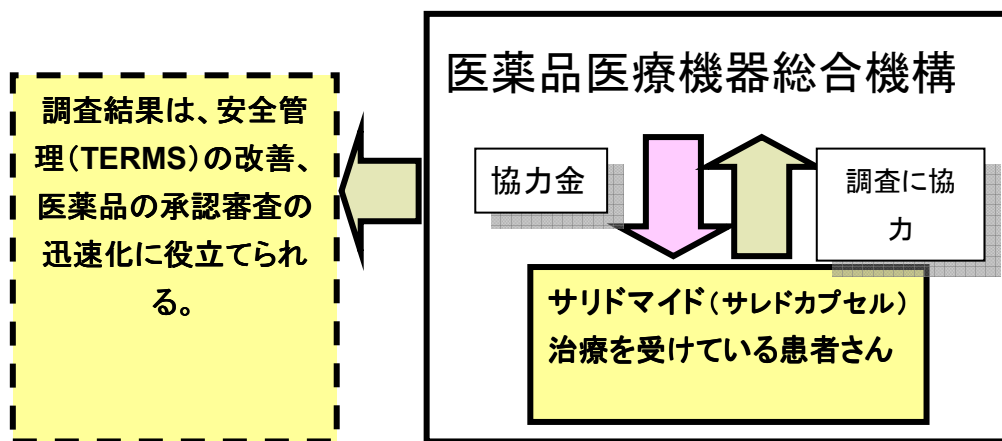 調査結果は、安全管
理(TERMS)の改善、
医薬品の承認審査の
迅速化に役立てられ
る。
医薬品医療機器総合機構
協力金
調査に協
力
サリドマイド(サレドカプセル)
治療を受けている患者さん